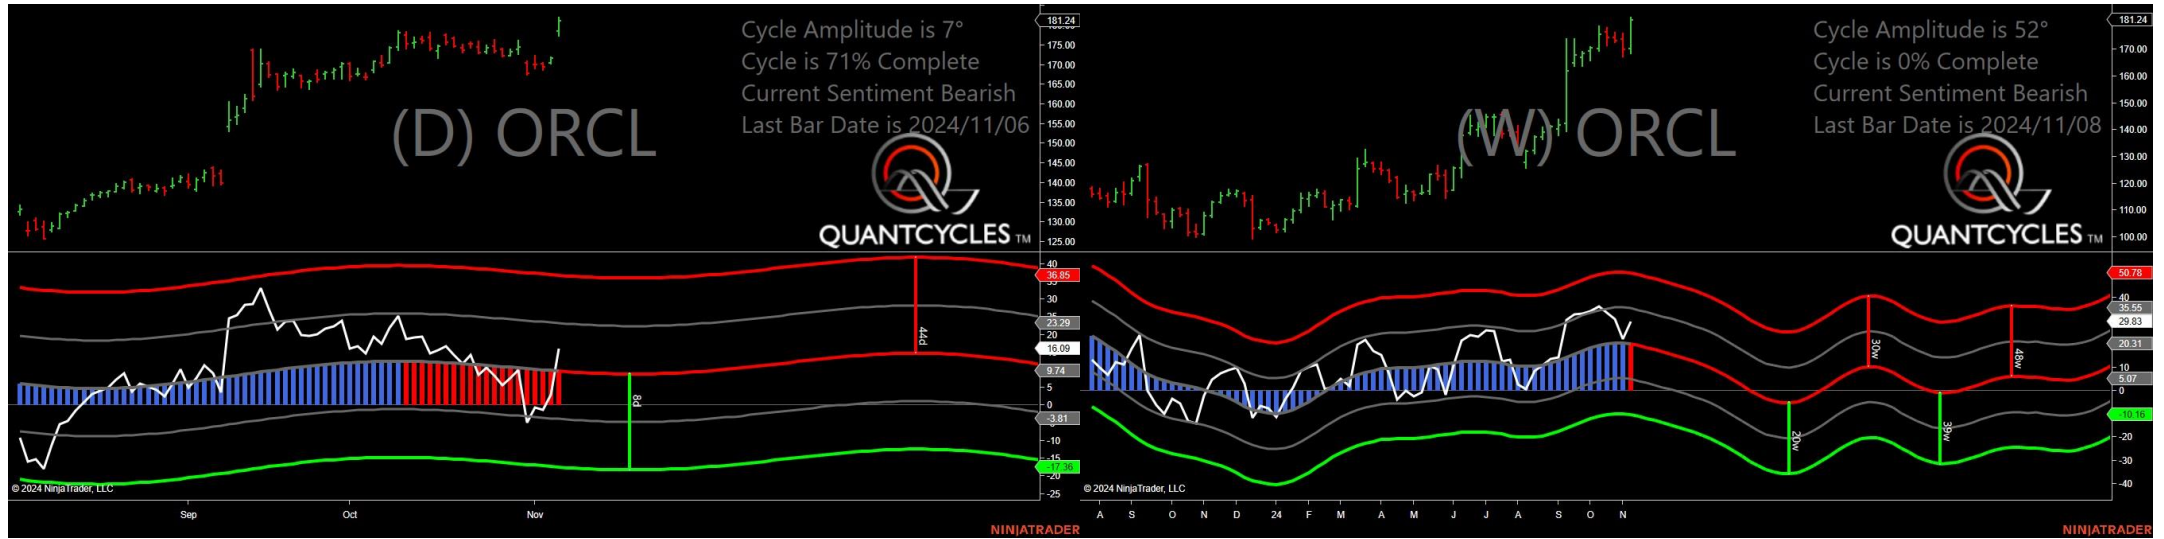 Cycle Amplitude is 7°
Cycle is 71% Complete
Current Sentiment Bearish
Last Bar Date is 2024/11/06
(D) ORCL
QUANTCYCLES TM
181.24
175.00
170.00
165.00
160.00
155.00
150.00
145.00
140.00
135.00
130.00
125.00
40
36.85
30
23.29
20
16.09
9.74
5
0
-3.81
-10
-15
-17.36
-20
-25
44d
8d
© 2024 NinjaTrader, LLC
Sep Oct Nov
NINJATRADER
Cycle Amplitude is 52°
Cycle is 0% Complete
Current Sentiment Bearish
Last Bar Date is 2024/11/08
(W) ORCL
QUANTCYCLES TM
181.24
170.00
160.00
150.00
140.00
130.00
120.00
110.00
100.00
50.78
40
35.55
29.83
20.31
10
5.07
0
-10.16
-20
-30
-40
30w
48w
20w
39w
© 2024 NinjaTrader, LLC
A S O N D 24 F M A M J J A S O N
NINJATRADER